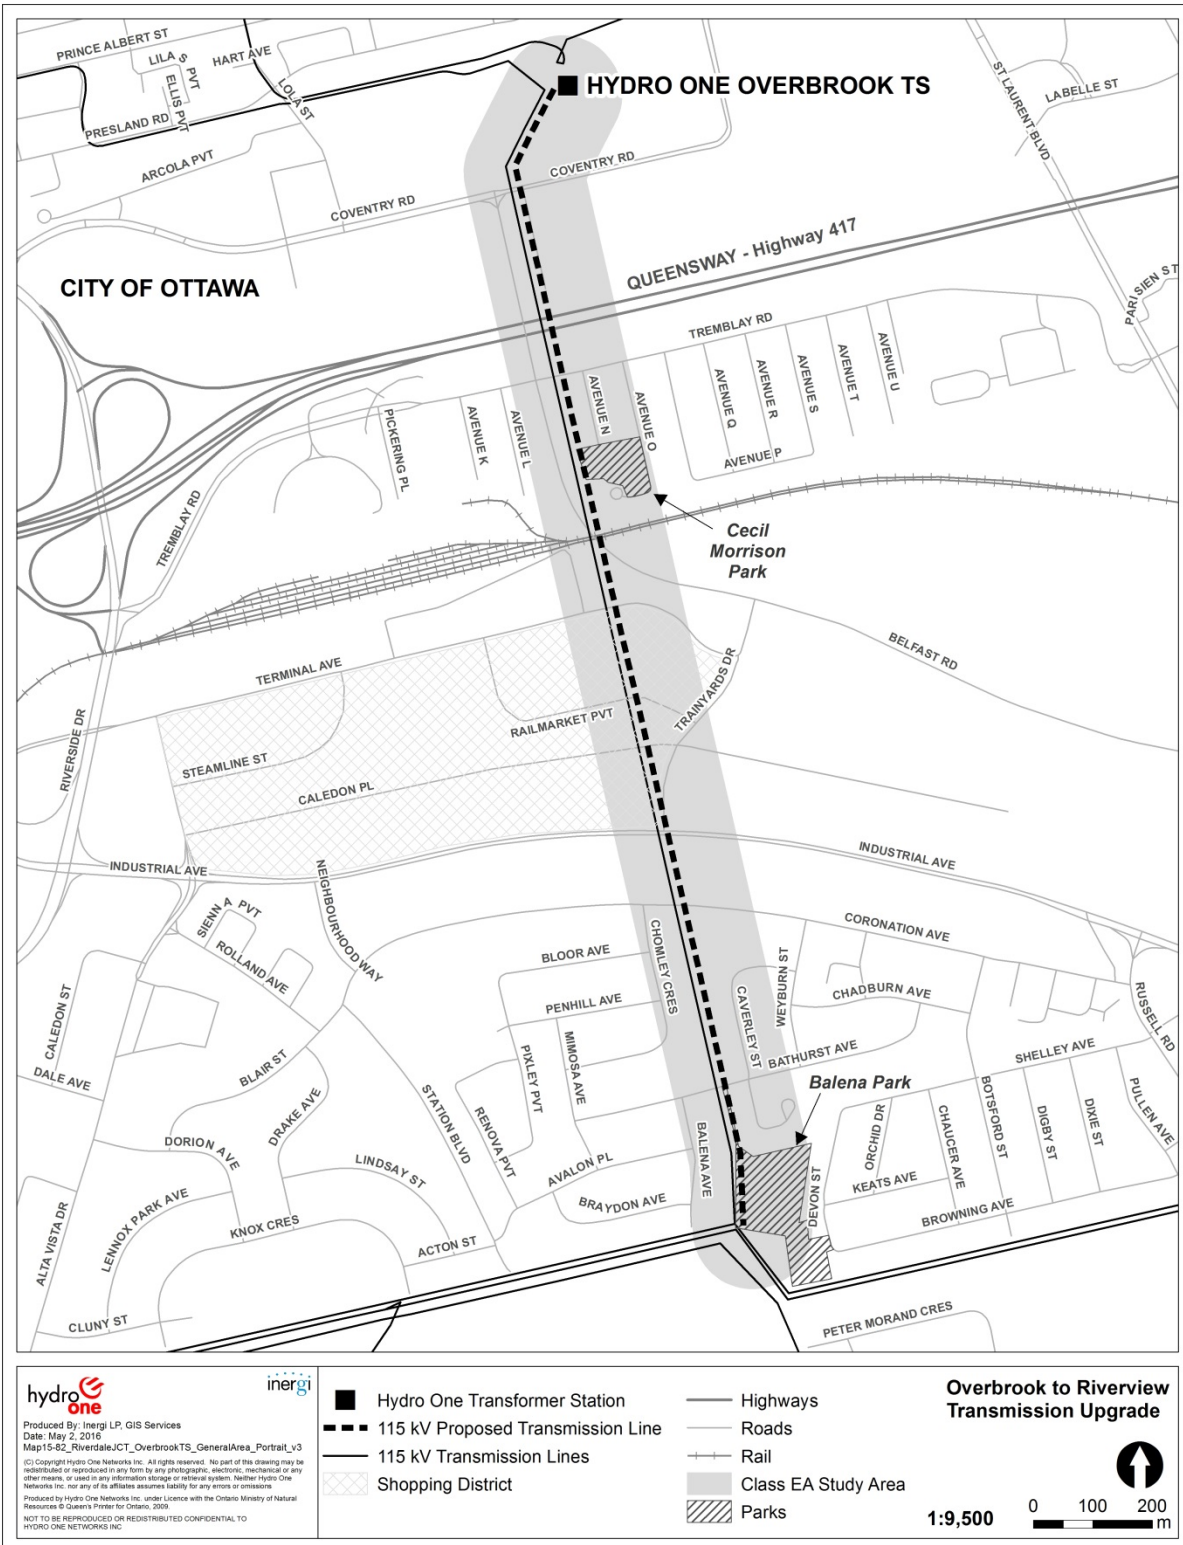 PRINCE ALBERT ST
LILAS PVT
HART AVE
ELLIS PVT
LOLA ST
PRESLAND RD
ARCOLA PVT
HYDRO ONE OVERBROOK TS
ST LAURENT BLVD
LABELLE ST
COVENTRY RD
COVENTRY RD
QUEENSWAY - Highway 417
CITY OF OTTAWA
PARISIEN ST
TREMBLAY RD
AVENUE N
AVENUE O
AVENUE Q
AVENUE R
AVENUE S
AVENUE T
AVENUE U
AVENUE P
PICKERING PL
AVENUE K
AVENUE L
TREMBLAY RD
Cecil
Morrison
Park
BELFAST RD
TERMINAL AVE
TRAINYARDS DR
RAILMARKET PVT
RIVERSIDE DR
STEAMLINE ST
CALEDON PL
INDUSTRIAL AVE
INDUSTRIAL AVE
NEIGHBOURHOOD WAY
SIENNA PVT
ROLLAND AVE
CORONATION AVE
BLOOR AVE
CHOMLEY CRES
PENHILL AVE
CAVERLEY ST
WEYBURN ST
CHADBURN AVE
RUSSELL RD
CALEDON ST
DALE AVE
BLAIR ST
PIXLEY PVT
MIMOSA AVE
BATHURST AVE
SHELLEY AVE
Balena Park
DRAKE AVE
STATION BLVD
RENOVA PVT
BALENA AVE
ORCHID DR
CHAUCER AVE
BOTSFORD ST
DIGBY ST
DIXIE ST
PULLEN AVE
DORION AVE
LINDSAY ST
AVALON PL
BRAYDON AVE
DEVON ST
KEATS AVE
BROWNING AVE
LENNOX PARK AVE
KNOX CRES
ACTON ST
ALTA VISTA DR
CLUNY ST
PETER MORAND CRES
hydro
one
inergi
Produced By: Inergi LP, GIS Services
Date: May 2, 2016
Map15-82_RiverdaleJCT_OverbrookTS_GeneralArea_Portrait_v3
(C) Copyright Hydro One Networks Inc. All rights reserved. No part of this drawing may be
redistributed or reproduced in any form by any photographic, electronic, mechanical or any
other means, or used in any information storage or retrieval system. Neither Hydro One
Networks Inc. nor any of its affiliates assumes liability for any errors or omissions
Produced by Hydro One Networks Inc. under Licence with the Ontario Ministry of Natural
Resources © Queen's Printer for Ontario, 2009.
NOT TO BE REPRODUCED OR REDISTRIBUTED CONFIDENTIAL TO
HYDRO ONE NETWORKS INC
Hydro One Transformer Station
115 kV Proposed Transmission Line
115 kV Transmission Lines
Shopping District
Highways
Roads
Rail
Class EA Study Area
Parks
Overbrook to Riverview
Transmission Upgrade
1:9,500
0 100 200
m